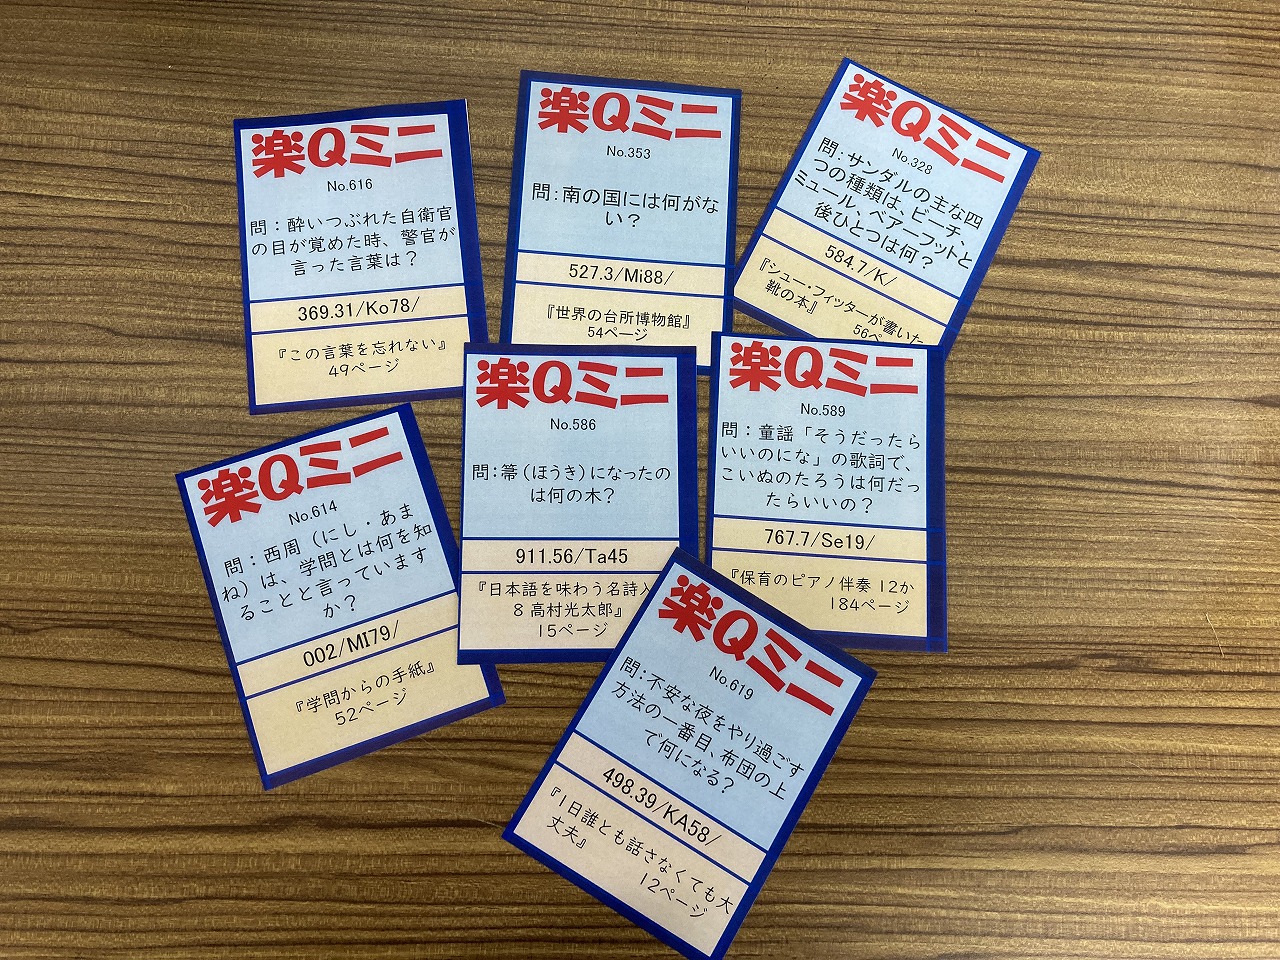 楽Qミニ
No.616
問：酔いつぶれた自衛官
の目が覚めた時、警官が
言った言葉は？
369.31/Ko78/
『この言葉を忘れない』
49ページ
楽Qミニ
No.353
問：南の国には何がな
い？
527.3/Mi88/
『世界の台所博物館』
54ページ
楽Qミニ
No.328
問：サンダルの主な四
つの種類は、ビーチ、
ミュール、ベアーフットと
後ひとつは何？
584.7/K/
『シュー・フィッターが書いた
靴の本』
56ペ
楽Qミニ
No.614
問：西周（にし・あま
ね）は、学問とは何を知
ることと言っています
か？
002/MI79/
『学問からの手紙』
52ページ
楽Qミニ
No.586
問：箒（ほうき）になったの
は何の木？
911.56/Ta45
『日本語を味わう名詩入
8 高村光太郎』
15ページ
楽Qミニ
No.589
問：童謡「そうだったら
いいのにな」の歌詞で、
こいぬのたろうは何だっ
たらいいの？
767.7/Se19/
『保育のピアノ伴奏 12か
184ページ
楽Qミニ
No.619
問：不安な夜をやり過ごす
方法の一番目、布団の上
で何になる？
498.39/KA58/
『1日誰とも話さなくても大
丈夫』
12ページ